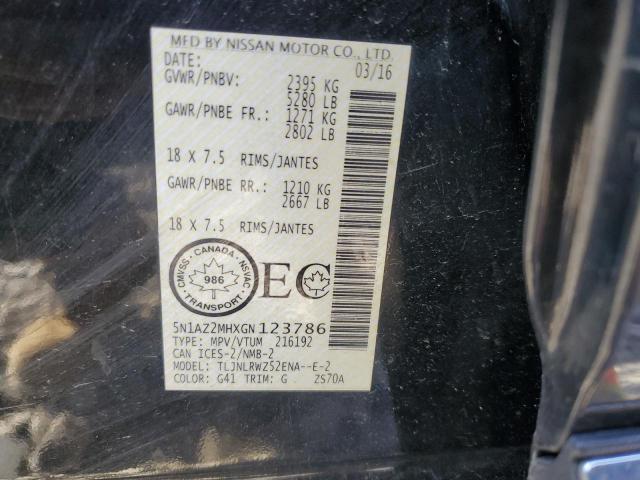 MFD BY NISSAN MOTOR CO., LTD.
DATE: 03/16
GVWR/PNBV: 2395 KG
5280 LB
GAWR/PNBE FR.: 1271 KG
2802 LB
18 X 7.5 RIMS/JANTES
GAWR/PNBE RR.: 1210 KG
2667 LB
18 X 7.5 RIMS/JANTES
CANADA
CMVSS NSVAC
986
TRANSPORT
EC
5N1AZ2MHXGN123786
TYPE: MPV/VTUM 216192
CAN ICES-2/NMB-2
MODEL: TLJNLRWZ52ENA--E-2
COLOR: G41 TRIM: G ZS70A